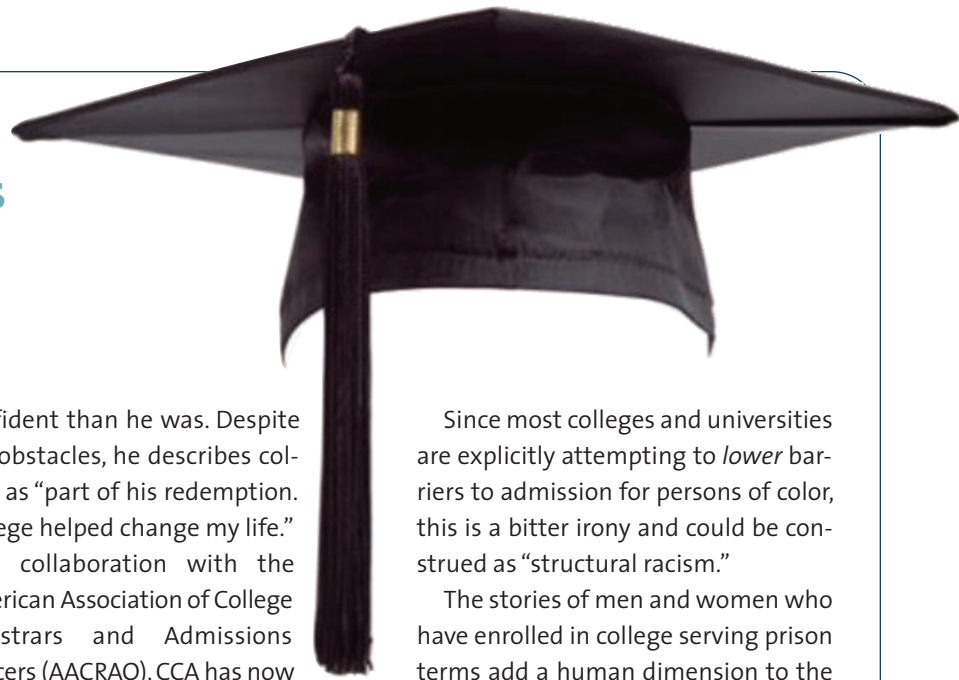 s
fident than he was. Despite
obstacles, he describes col-
as “part of his redemption.
ege helped change my life.”
collaboration with the
erican Association of College
strars and Admissions
cers (AACRAO). CCA has now
Since most colleges and universities
are explicitly attempting to lower bar-
riers to admission for persons of color,
this is a bitter irony and could be con-
strued as “structural racism.”
The stories of men and women who
have enrolled in college serving prison
terms add a human dimension to the